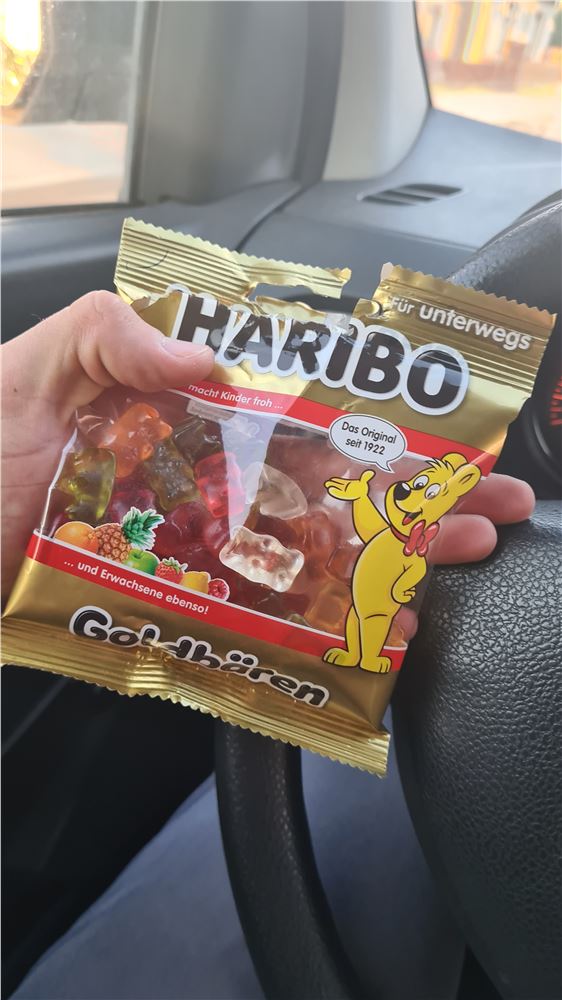 Für unterwegs
HARIBO
macht Kinder froh ...
Das Original
seit 1922
... und Erwachsene ebenso!
Goldbären